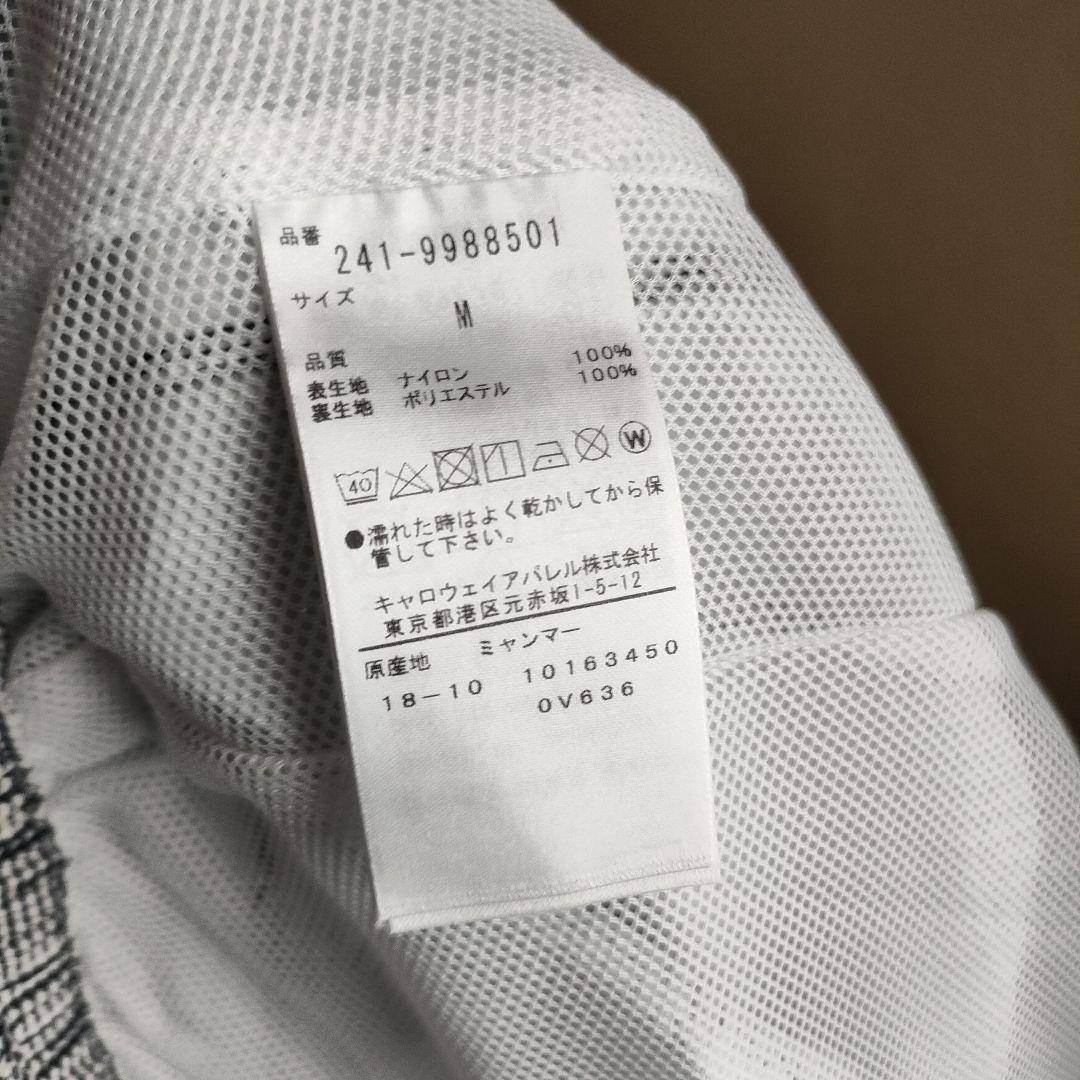 品番
241-9988501
サイズ
M
品質
表生地 ナイロン 100%
裏生地 ポリエステル 100%
40 W
●濡れた時はよく乾かしてから保
管して下さい。
キャロウェイアパレル株式会社
東京都港区元赤坂1-5-12
原産地 ミャンマー
18-10 10163450
0V636